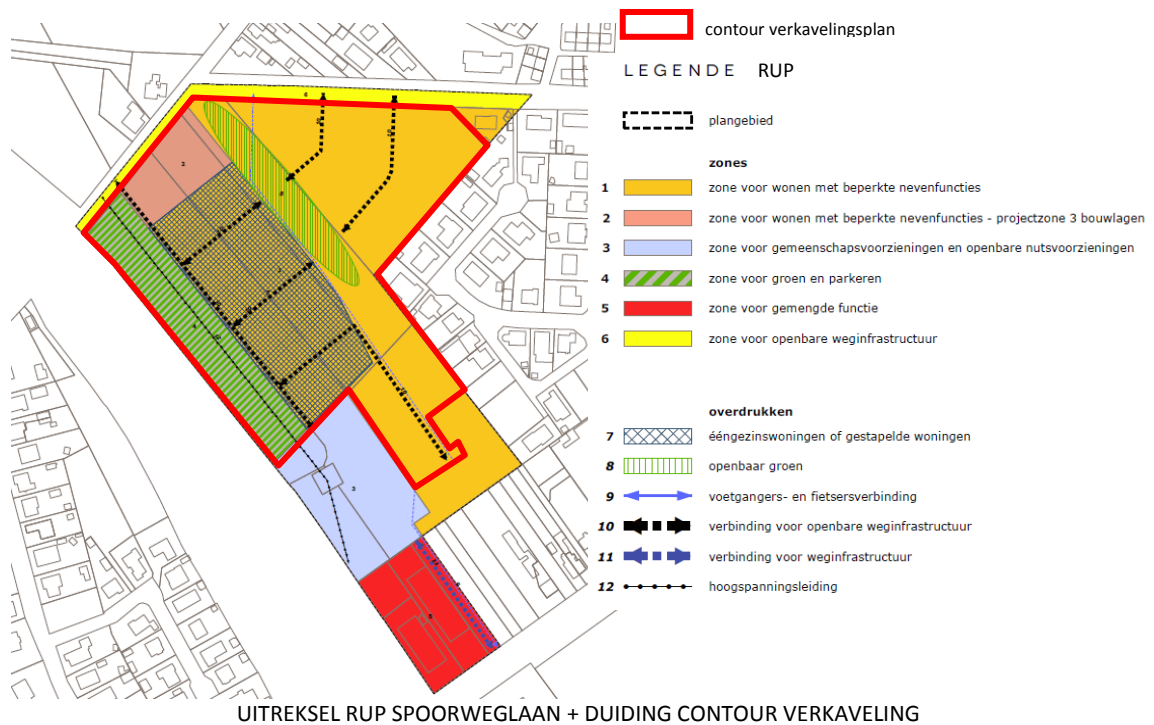 contour verkavelingsplan
LEGENDE RUP
plangebied
zones
1 zone voor wonen met beperkte nevenfuncties
2 zone voor wonen met beperkte nevenfuncties - projectzone 3 bouwlagen
3 zone voor gemeenschapsvoorzieningen en openbare nutsvoorzieningen
4 zone voor groen en parkeren
5 zone voor gemengde functie
6 zone voor openbare weginfrastructuur
overdrukken
7 ééngezinswoningen of gestapelde woningen
8 openbaar groen
9 voetgangers- en fietsersverbinding
10 verbinding voor openbare weginfrastructuur
11 verbinding voor weginfrastructuur
12 hoogspanningsleiding
6
2
3
UITREKSEL RUP SPOORWEGLAAN + DUIDING CONTOUR VERKAVELING